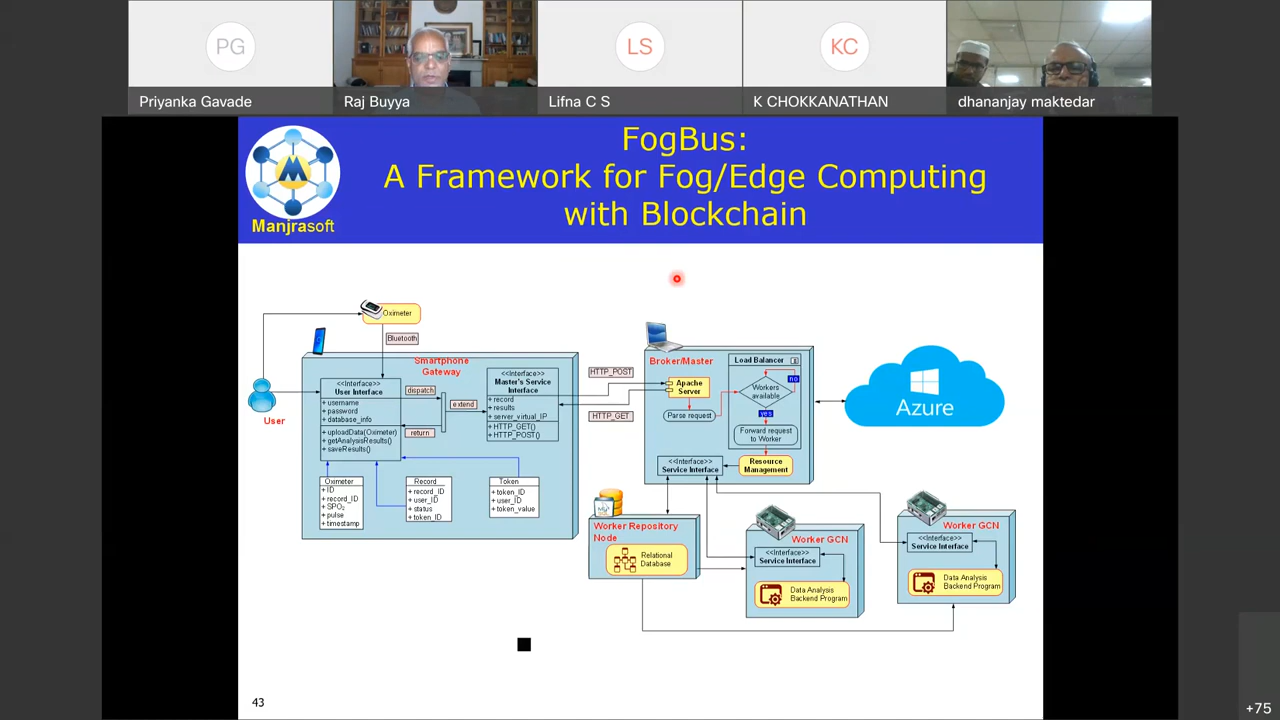 PG
LS
KC
Priyanka Gavade
Raj Buyya
Lifna C S
K CHOKKANATHAN
dhananjay maktedar
Manjrasoft
FogBus:
A Framework for Fog/Edge Computing
with Blockchain
Oximeter
Bluetooth
User
Smartphone
Gateway
<<Interface>>
User Interface
+ username
+ password
+ database_info
+ uploadData(Oximeter)
+ getAnalysisResults()
+ saveResults()
dispatch
extend
return
<<Interface>>
Master's Service
Interface
+ record
+ results
+ server_virtual_IP
+ HTTP_GET()
+ HTTP_POST()
Oximeter
+ ID
+ record_ID
+ SPO2
+ pulse
+ timestamp
Record
+ record_ID
+ user_ID
+ status
+ token_ID
Token
+ token_ID
+ user_ID
+ token_value
HTTP_POST
HTTP_GET
Broker/Master
Apache
Server
Parse request
Load Balancer
Workers
available
no
yes
Forward request
to Worker
Resource
Management
<<Interface>>
Service Interface
Azure
Worker Repository
Node
Relational
Database
Worker GCN
<<Interface>>
Service Interface
Data Analysis
Backend Program
Worker GCN
<<Interface>>
Service Interface
Data Analysis
Backend Program
43
+75